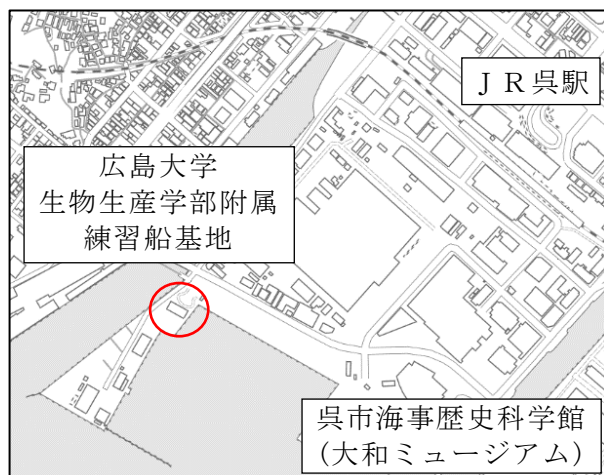 ＪＲ呉駅
広島大学
生物生産学部附属
練習船基地
呉市海事歴史科学館
（大和ミュージアム）